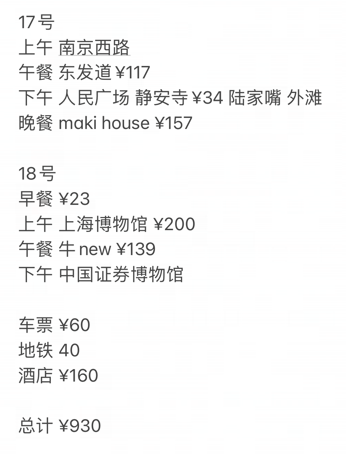 17号
上午 南京西路
午餐 东发道 ¥117
下午 人民广场 静安寺 ¥34 陆家嘴 外滩
晚餐 maki house ¥157
18号
早餐 ¥23
上午 上海博物馆 ¥200
午餐 牛 new ¥139
下午 中国证券博物馆
车票 ¥60
地铁 40
酒店 ¥160
总计 ¥930